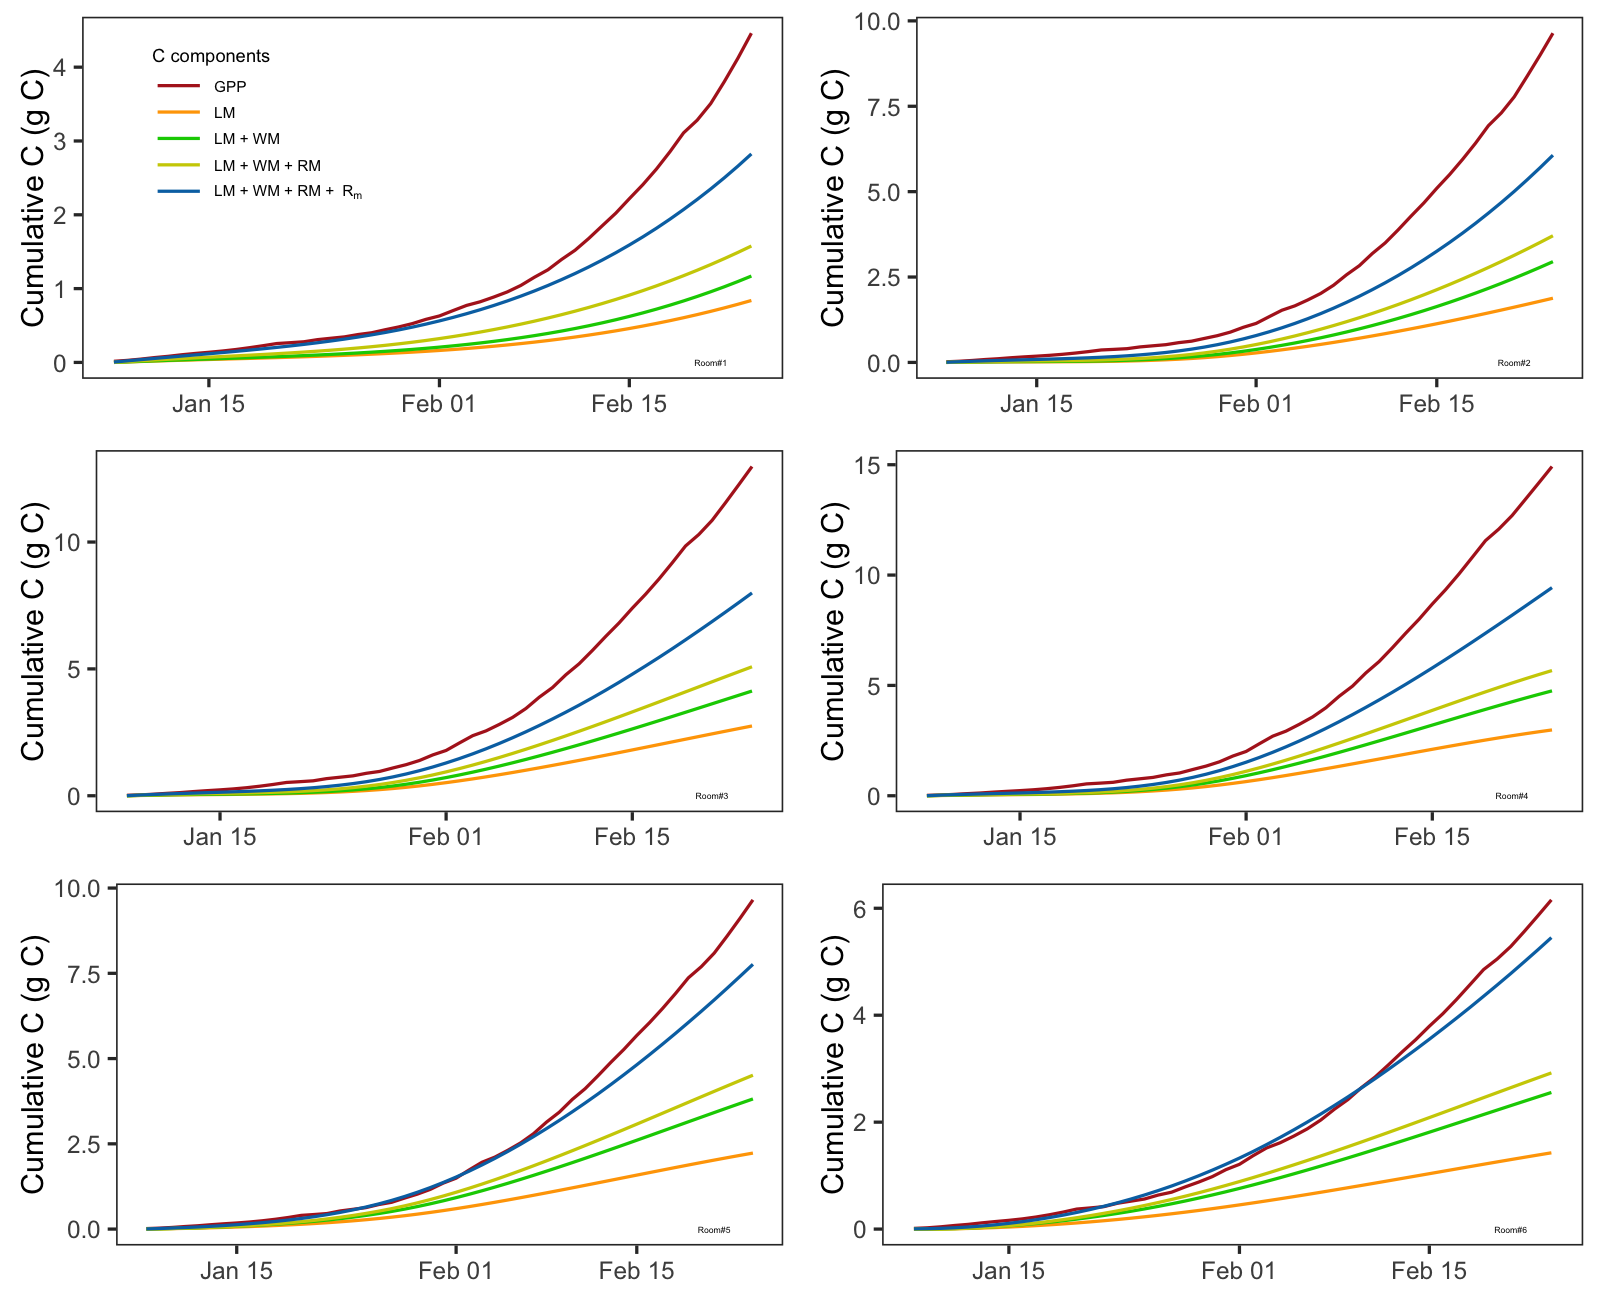 Cumulative C (g C)
4
3
2
1
0
C components
GPP
LM
LM + WM
LM + WM + RM
LM + WM + RM + Rm
Room#1
Jan 15
Feb 01
Feb 15
Cumulative C (g C)
10.0
7.5
5.0
2.5
0.0
Room#2
Jan 15
Feb 01
Feb 15
Cumulative C (g C)
10
5
0
Room#3
Jan 15
Feb 01
Feb 15
Cumulative C (g C)
15
10
5
0
Room#4
Jan 15
Feb 01
Feb 15
Cumulative C (g C)
10.0
7.5
5.0
2.5
0.0
Room#5
Jan 15
Feb 01
Feb 15
Cumulative C (g C)
6
4
2
0
Room#6
Jan 15
Feb 01
Feb 15